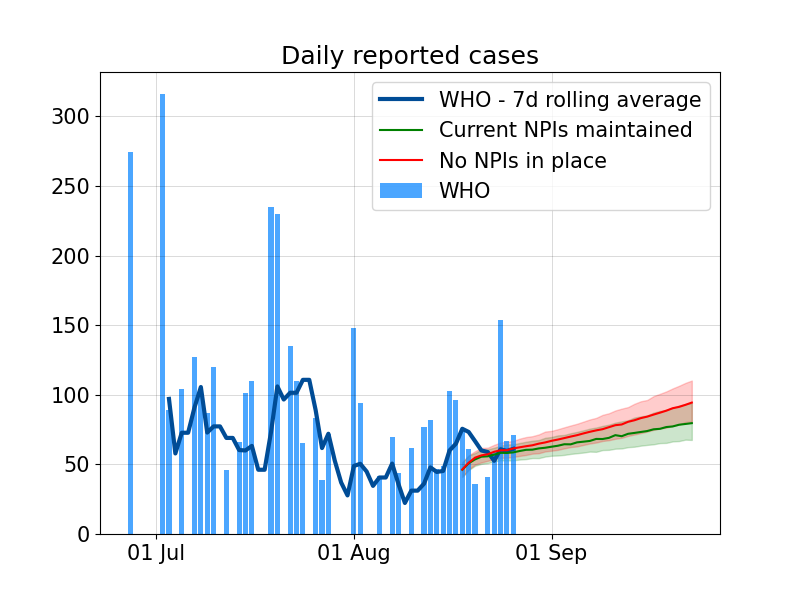 Daily reported cases
WHO - 7d rolling average
Current NPIs maintained
No NPIs in place
WHO
300
250
200
150
100
50
0
01 Jul
01 Aug
01 Sep